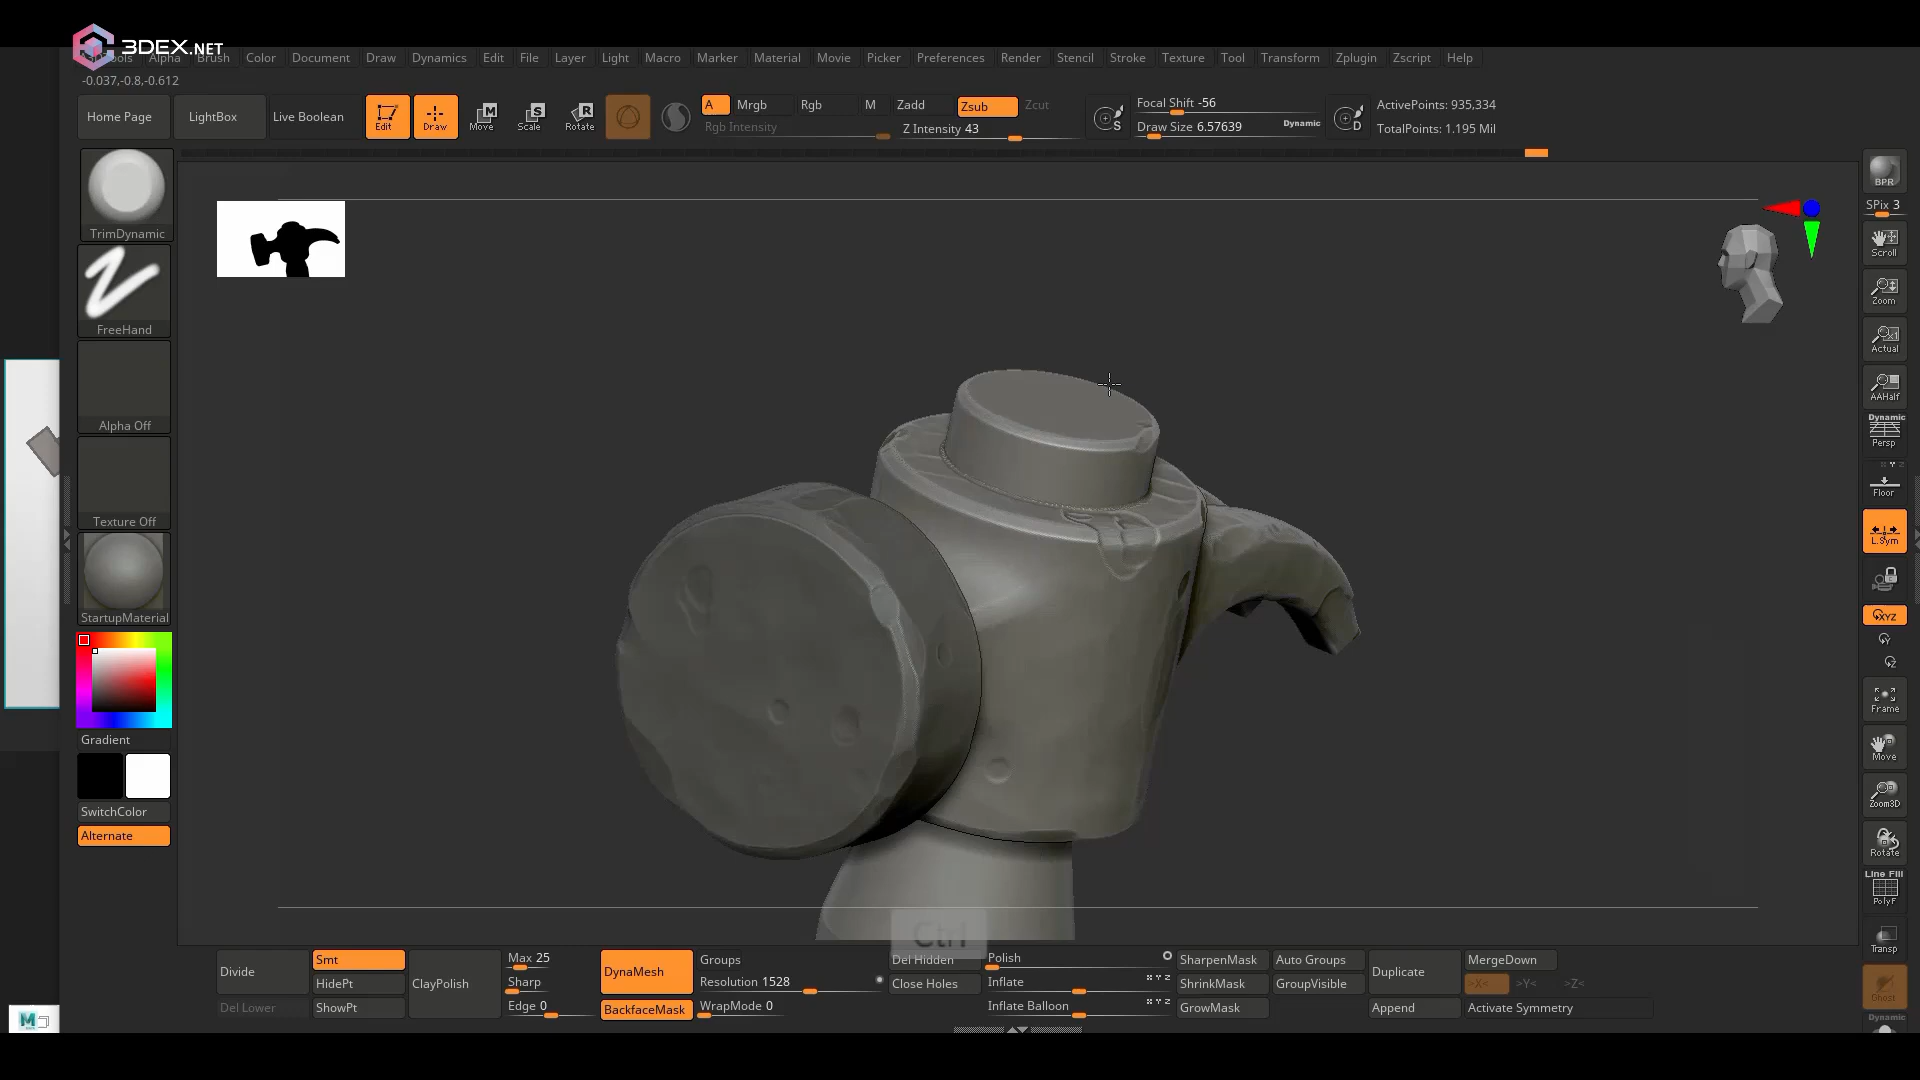 3DEX.NET
Alpha Brush Color Document Draw Dynamics Edit File Layer Light Macro Marker Material Movie Picker Preferences Render Stencil Stroke Texture Tool Transform Zplugin Zscript Help
-0.037,-0.8,-0.612
Home Page LightBox Live Boolean Edit Draw Move Scale Rotate
A Mrgb Rgb M Zadd Zsub Zcut
Rgb Intensity Z Intensity 43
S Focal Shift -56
Draw Size 6.57639 Dynamic
D ActivePoints: 935,334
TotalPoints: 1.195 Mil
TrimDynamic
FreeHand
Alpha Off
Texture Off
StartupMaterial
Gradient
SwitchColor
Alternate
BPR
SPix 3
Scroll
Zoom
Actual
AAHalf
Dynamic
Persp
Floor
L.Sym
XYZ
Y
Z
Frame
Move
Zoom3D
Rotate
Line Fill
PolyF
Transp
Ghost
Dynamic
Ctrl
Divide Smt ClayPolish Max 25 DynaMesh Groups Del Hidden Polish SharpenMask Auto Groups Duplicate MergeDown
HidePt Sharp Resolution 1528 Close Holes Inflate ShrinkMask GroupVisible >X< >Y< >Z<
Del Lower ShowPt Edge 0 BackfaceMask WrapMode 0 Inflate Balloon GrowMask Append Activate Symmetry
M